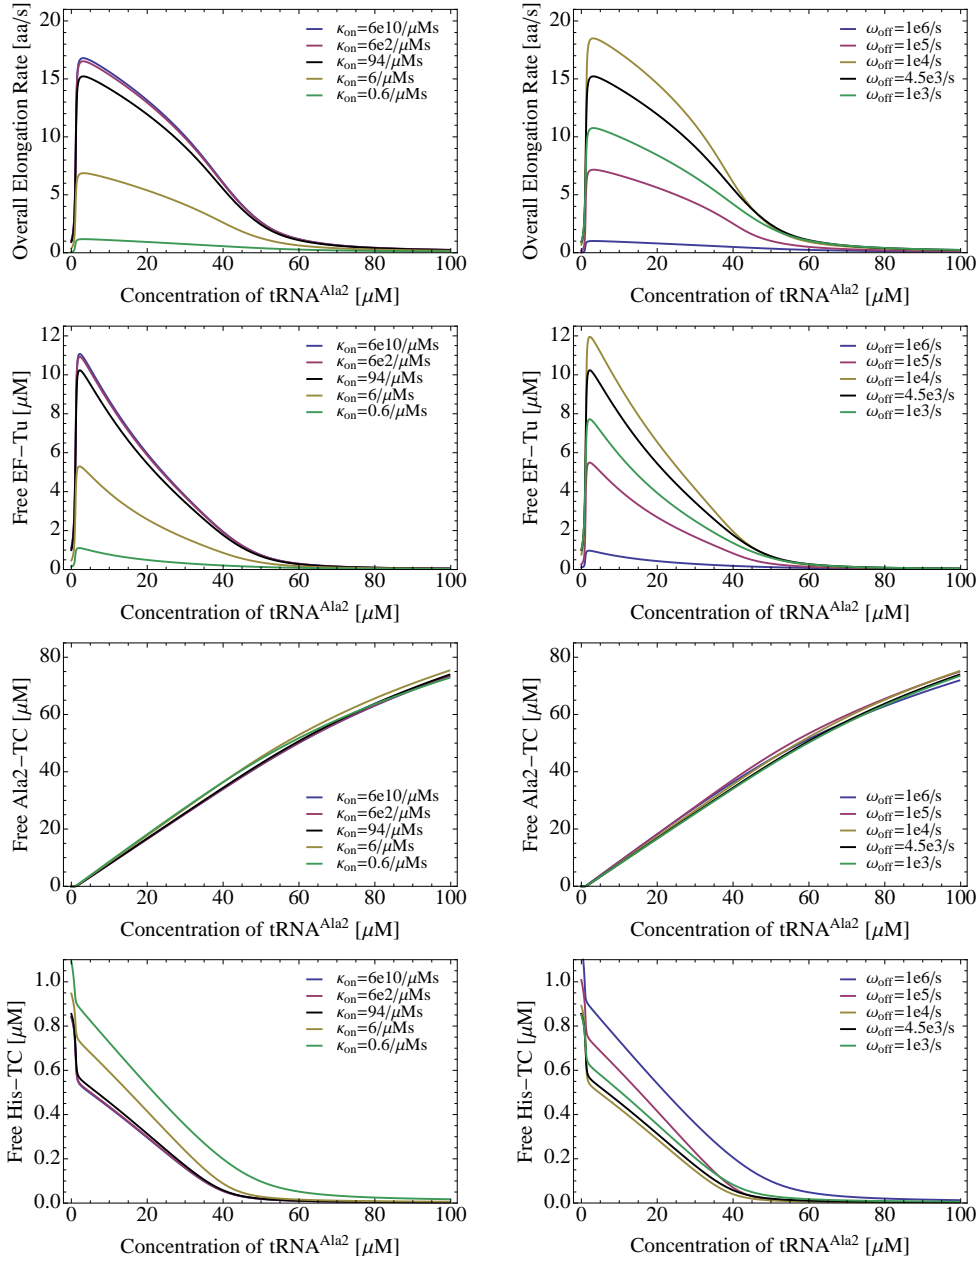 Overall Elongation Rate [aa/s]
20
15
10
5
0
κon=6e10/μMs
κon=6e2/μMs
κon=94/μMs
κon=6/μMs
κon=0.6/μMs
0 20 40 60 80 100
Concentration of tRNAAla2 [μM]
Overall Elongation Rate [aa/s]
20
15
10
5
0
ωoff=1e6/s
ωoff=1e5/s
ωoff=1e4/s
ωoff=4.5e3/s
ωoff=1e3/s
0 20 40 60 80 100
Concentration of tRNAAla2 [μM]
Free EF−Tu [μM]
12
10
8
6
4
2
0
κon=6e10/μMs
κon=6e2/μMs
κon=94/μMs
κon=6/μMs
κon=0.6/μMs
0 20 40 60 80 100
Concentration of tRNAAla2 [μM]
Free EF−Tu [μM]
12
10
8
6
4
2
0
ωoff=1e6/s
ωoff=1e5/s
ωoff=1e4/s
ωoff=4.5e3/s
ωoff=1e3/s
0 20 40 60 80 100
Concentration of tRNAAla2 [μM]
Free Ala2−TC [μM]
80
60
40
20
0
κon=6e10/μMs
κon=6e2/μMs
κon=94/μMs
κon=6/μMs
κon=0.6/μMs
0 20 40 60 80 100
Concentration of tRNAAla2 [μM]
Free Ala2−TC [μM]
80
60
40
20
0
ωoff=1e6/s
ωoff=1e5/s
ωoff=1e4/s
ωoff=4.5e3/s
ωoff=1e3/s
0 20 40 60 80 100
Concentration of tRNAAla2 [μM]
Free His−TC [μM]
1.0
0.8
0.6
0.4
0.2
0.0
κon=6e10/μMs
κon=6e2/μMs
κon=94/μMs
κon=6/μMs
κon=0.6/μMs
0 20 40 60 80 100
Concentration of tRNAAla2 [μM]
Free His−TC [μM]
1.0
0.8
0.6
0.4
0.2
0.0
ωoff=1e6/s
ωoff=1e5/s
ωoff=1e4/s
ωoff=4.5e3/s
ωoff=1e3/s
0 20 40 60 80 100
Concentration of tRNAAla2 [μM]